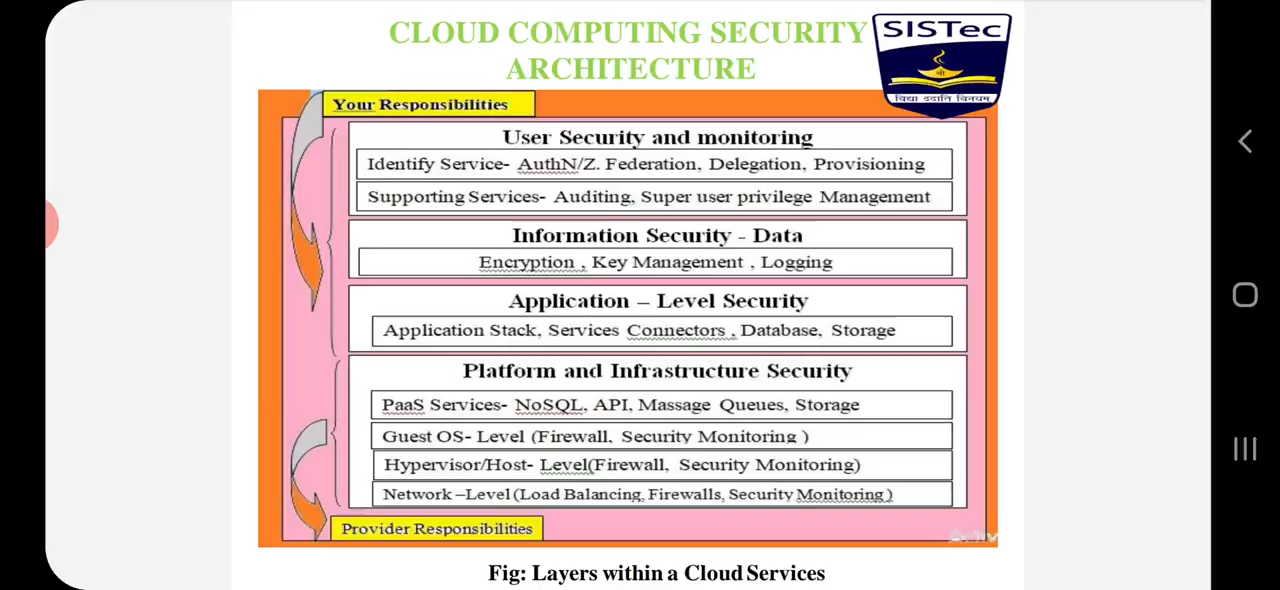 CLOUD COMPUTING SECURITY
ARCHITECTURE
SISTec
श्री
विद्या ददाति विनयम्
Your Responsibilities
User Security and monitoring
Identify Service- AuthN/Z. Federation, Delegation, Provisioning
Supporting Services- Auditing, Super user privilege Management
Information Security - Data
Encryption , Key Management , Logging
Application – Level Security
Application Stack, Services Connectors , Database, Storage
Platform and Infrastructure Security
PaaS Services- NoSQL, API, Massage Queues, Storage
Guest OS- Level (Firewall, Security Monitoring )
Hypervisor/Host- Level(Firewall, Security Monitoring)
Network –Level (Load Balancing, Firewalls, Security Monitoring )
Provider Responsibilities
Fig: Layers within a Cloud Services